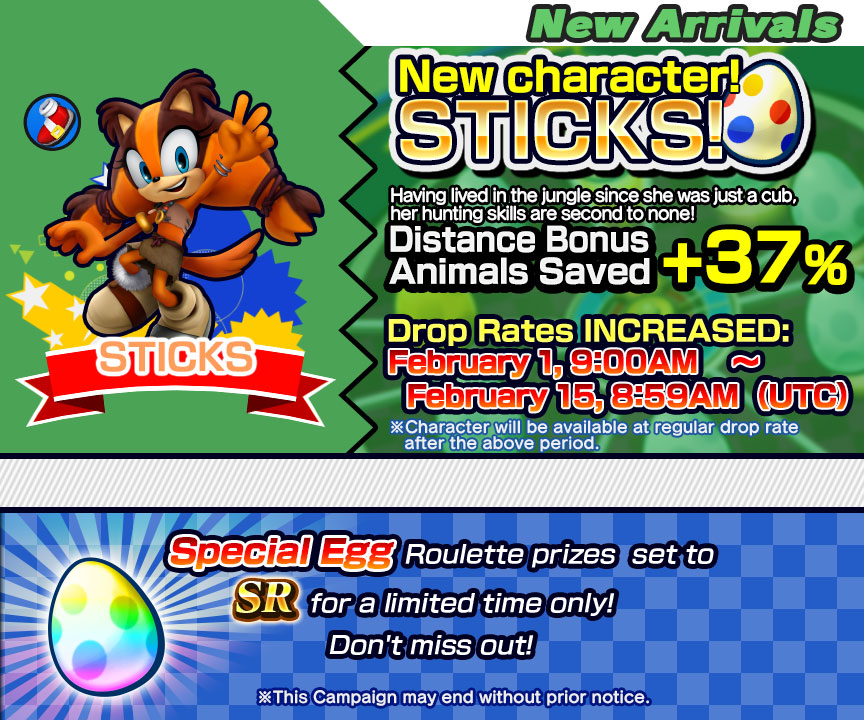 New Arrivals
New character!
STICKS!
Having lived in the jungle since she was just a cub,
her hunting skills are second to none!
Distance Bonus
Animals Saved +37%
Drop Rates INCREASED:
February 1, 9:00AM ～
February 15, 8:59AM (UTC)
※Character will be available at regular drop rate
after the above period.
STICKS
Special Egg Roulette prizes set to
SR for a limited time only!
Don't miss out!
※This Campaign may end without prior notice.